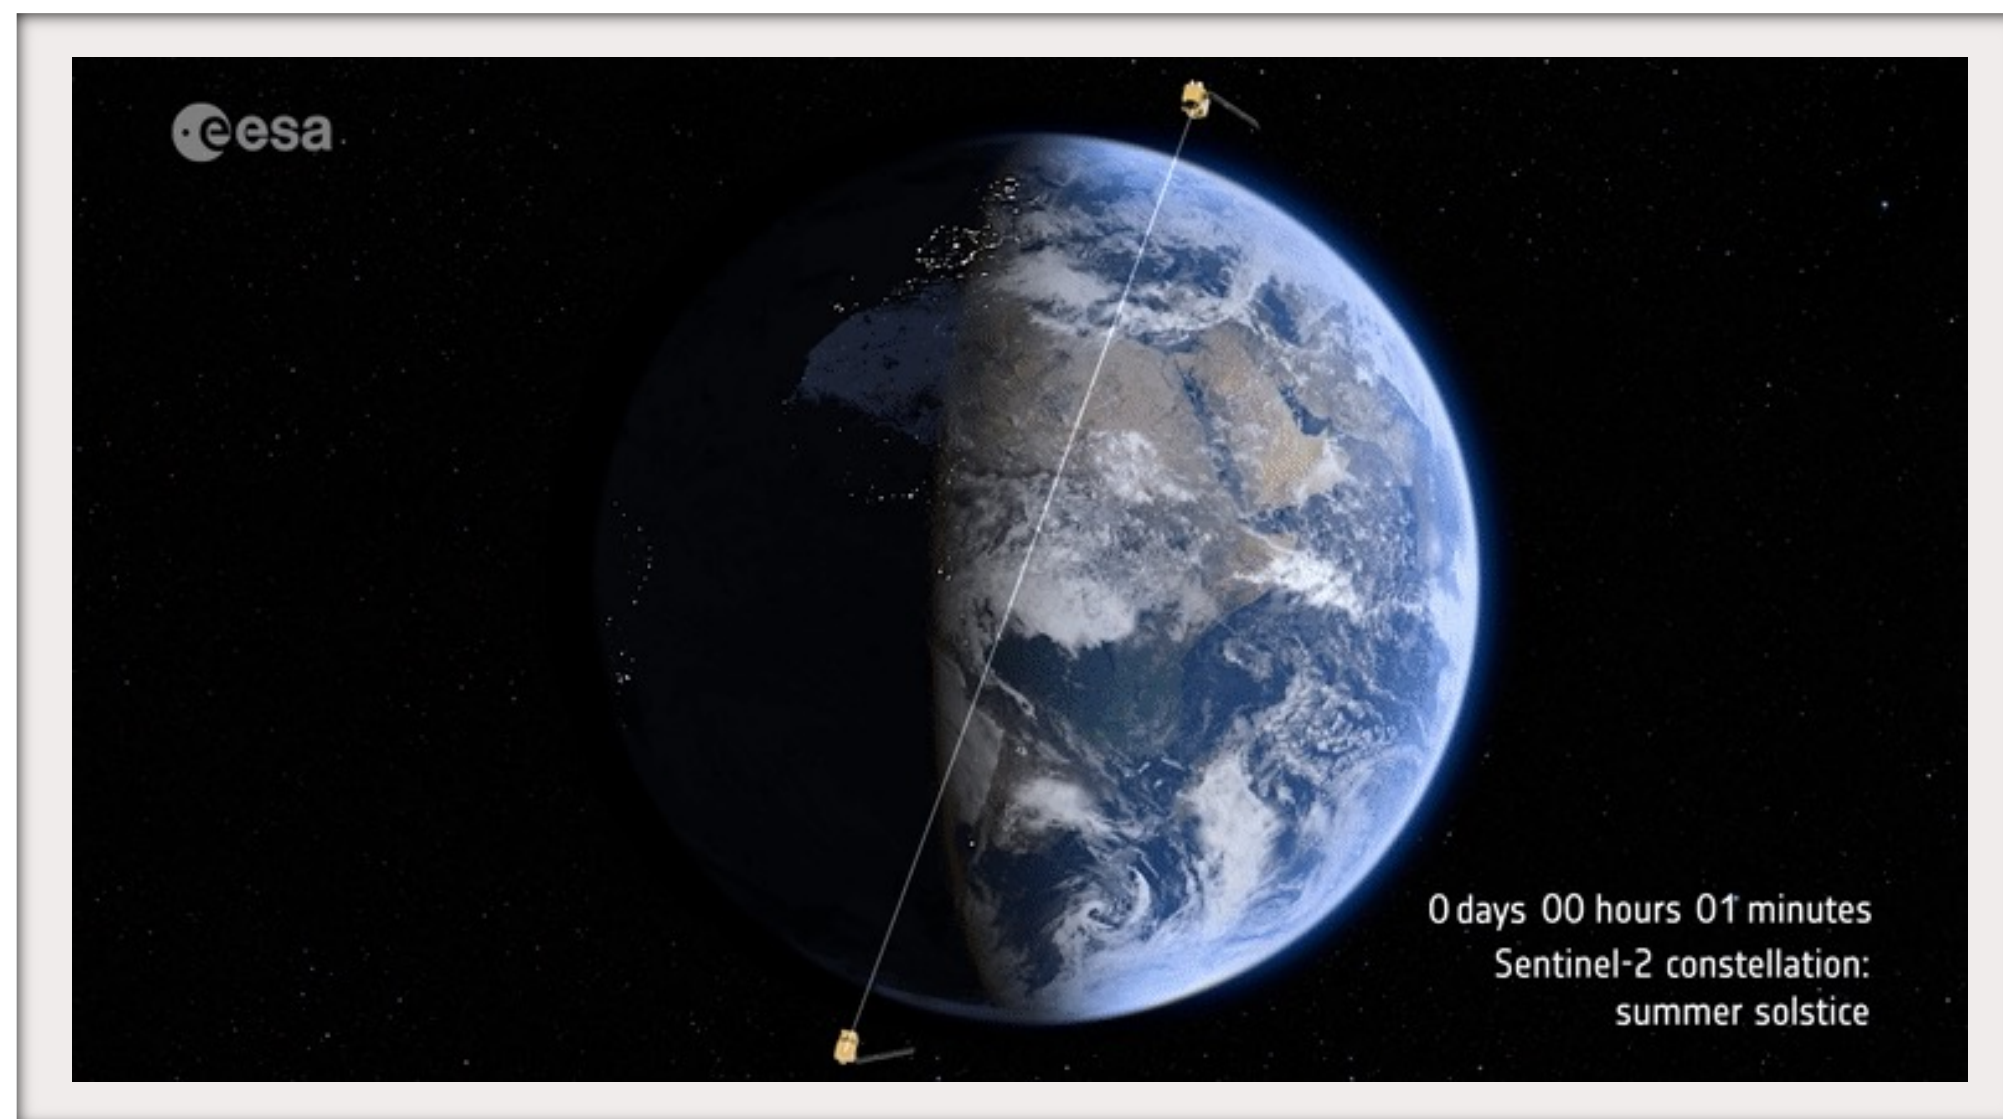 esa
0 days 00 hours 01 minutes
Sentinel-2 constellation:
summer solstice